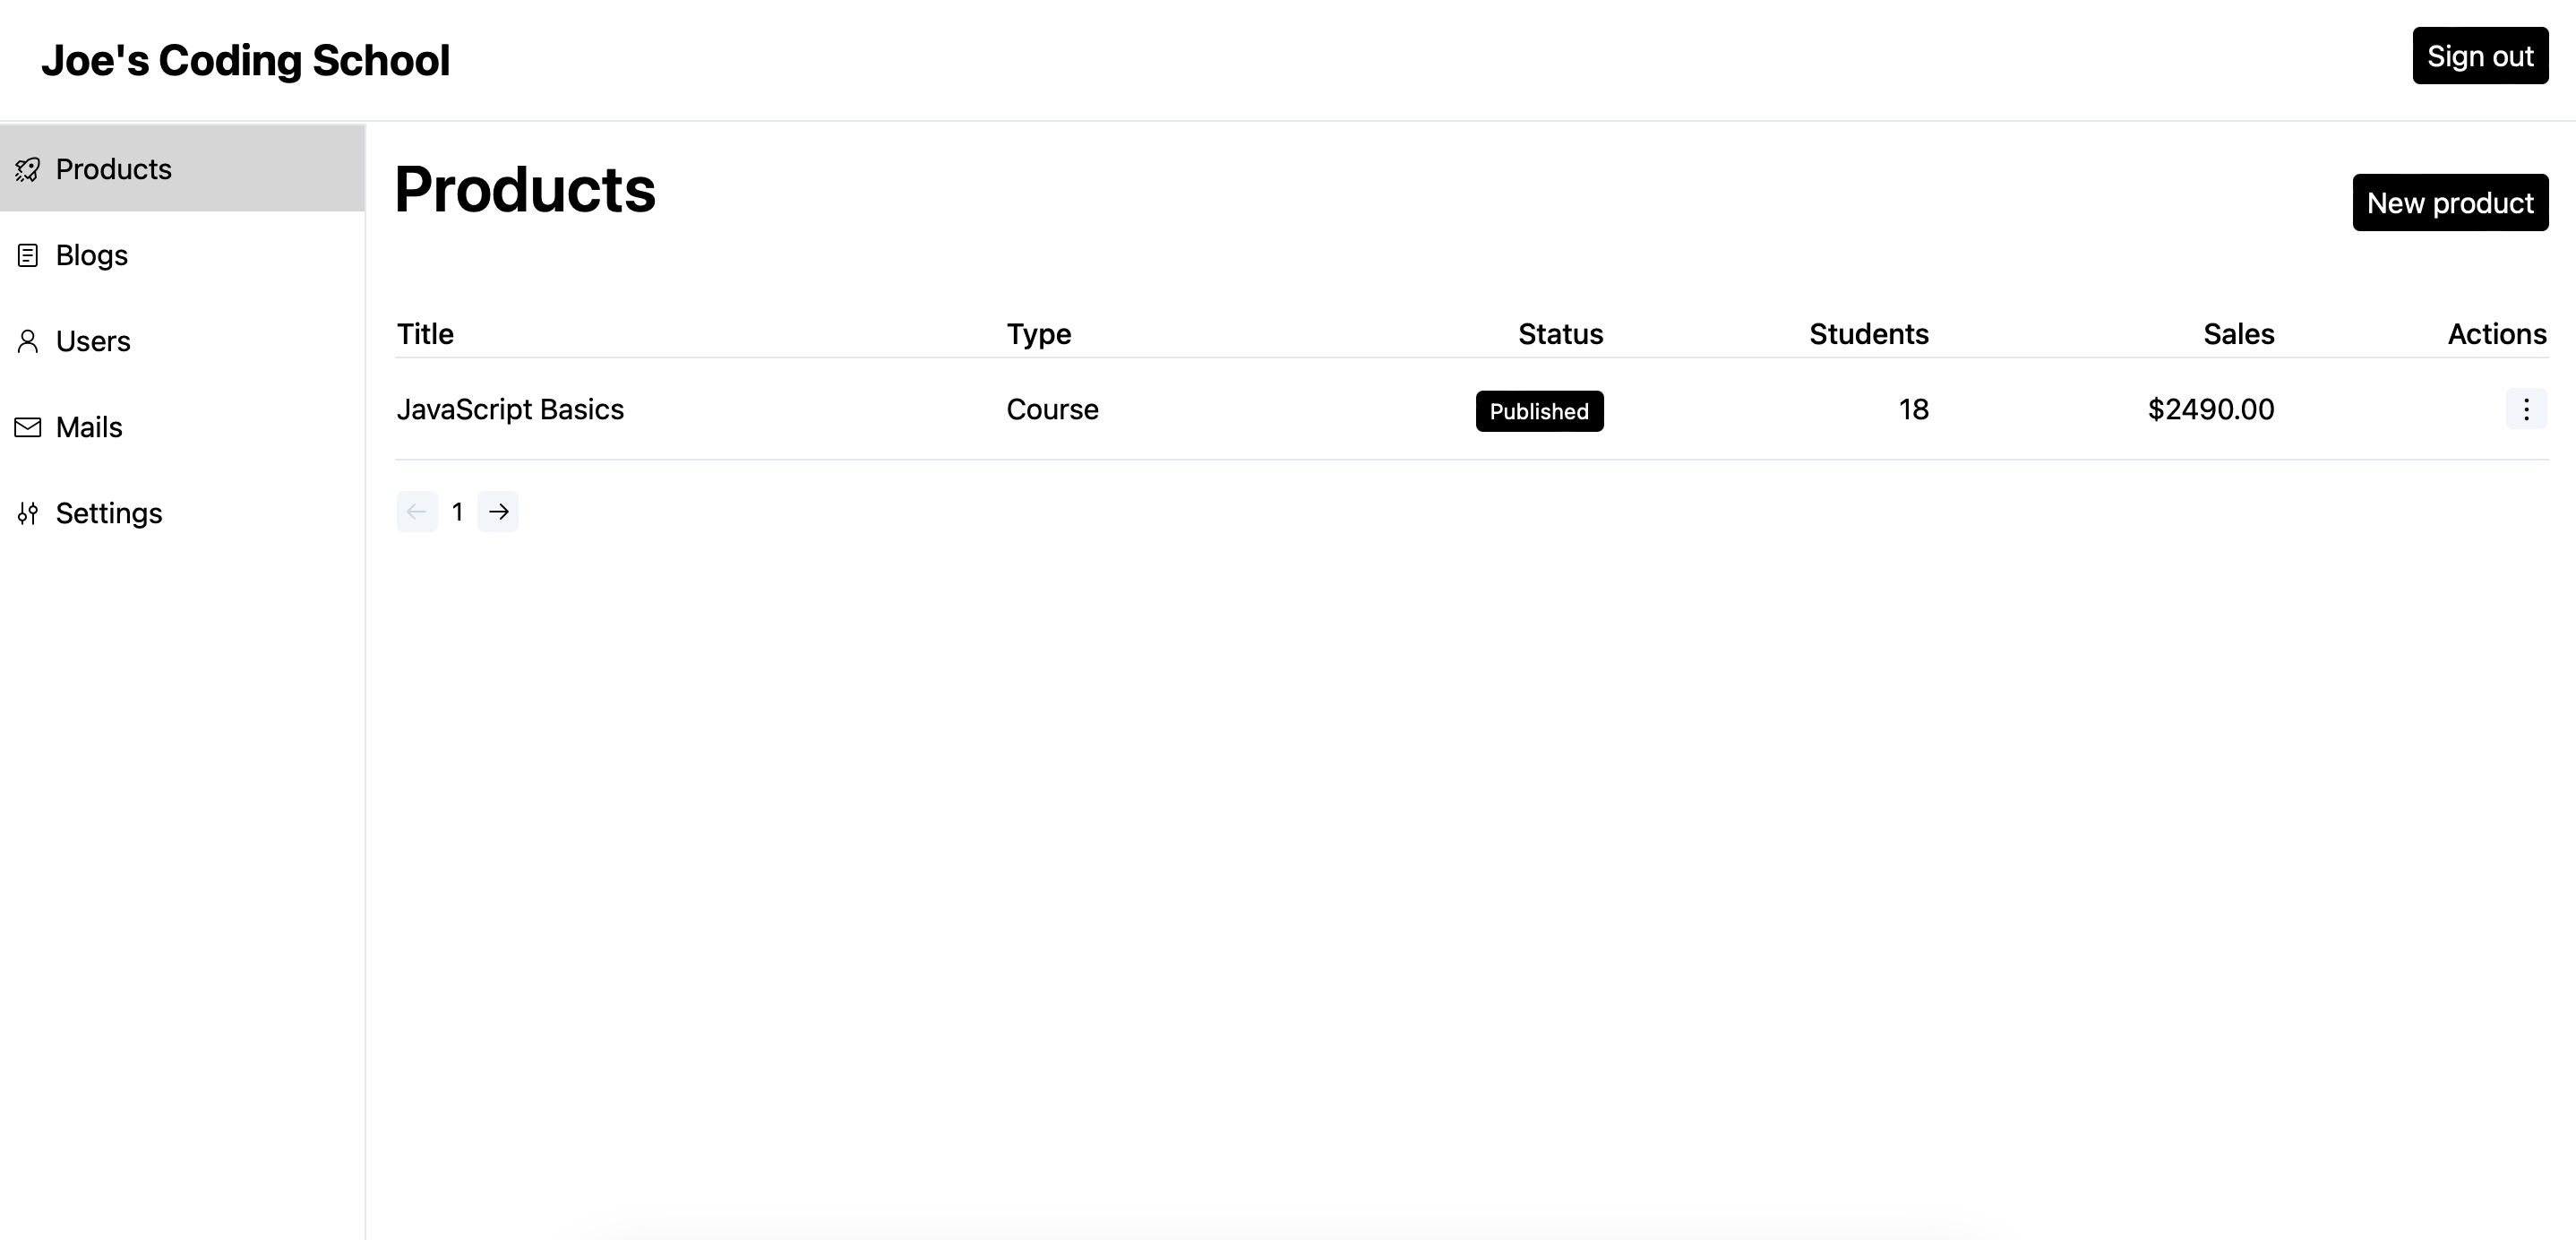 Joe's Coding School
Sign out
Products
Blogs
Users
Mails
Settings
Products
New product
Title Type Status Students Sales Actions
JavaScript Basics Course Published 18 $2490.00
1